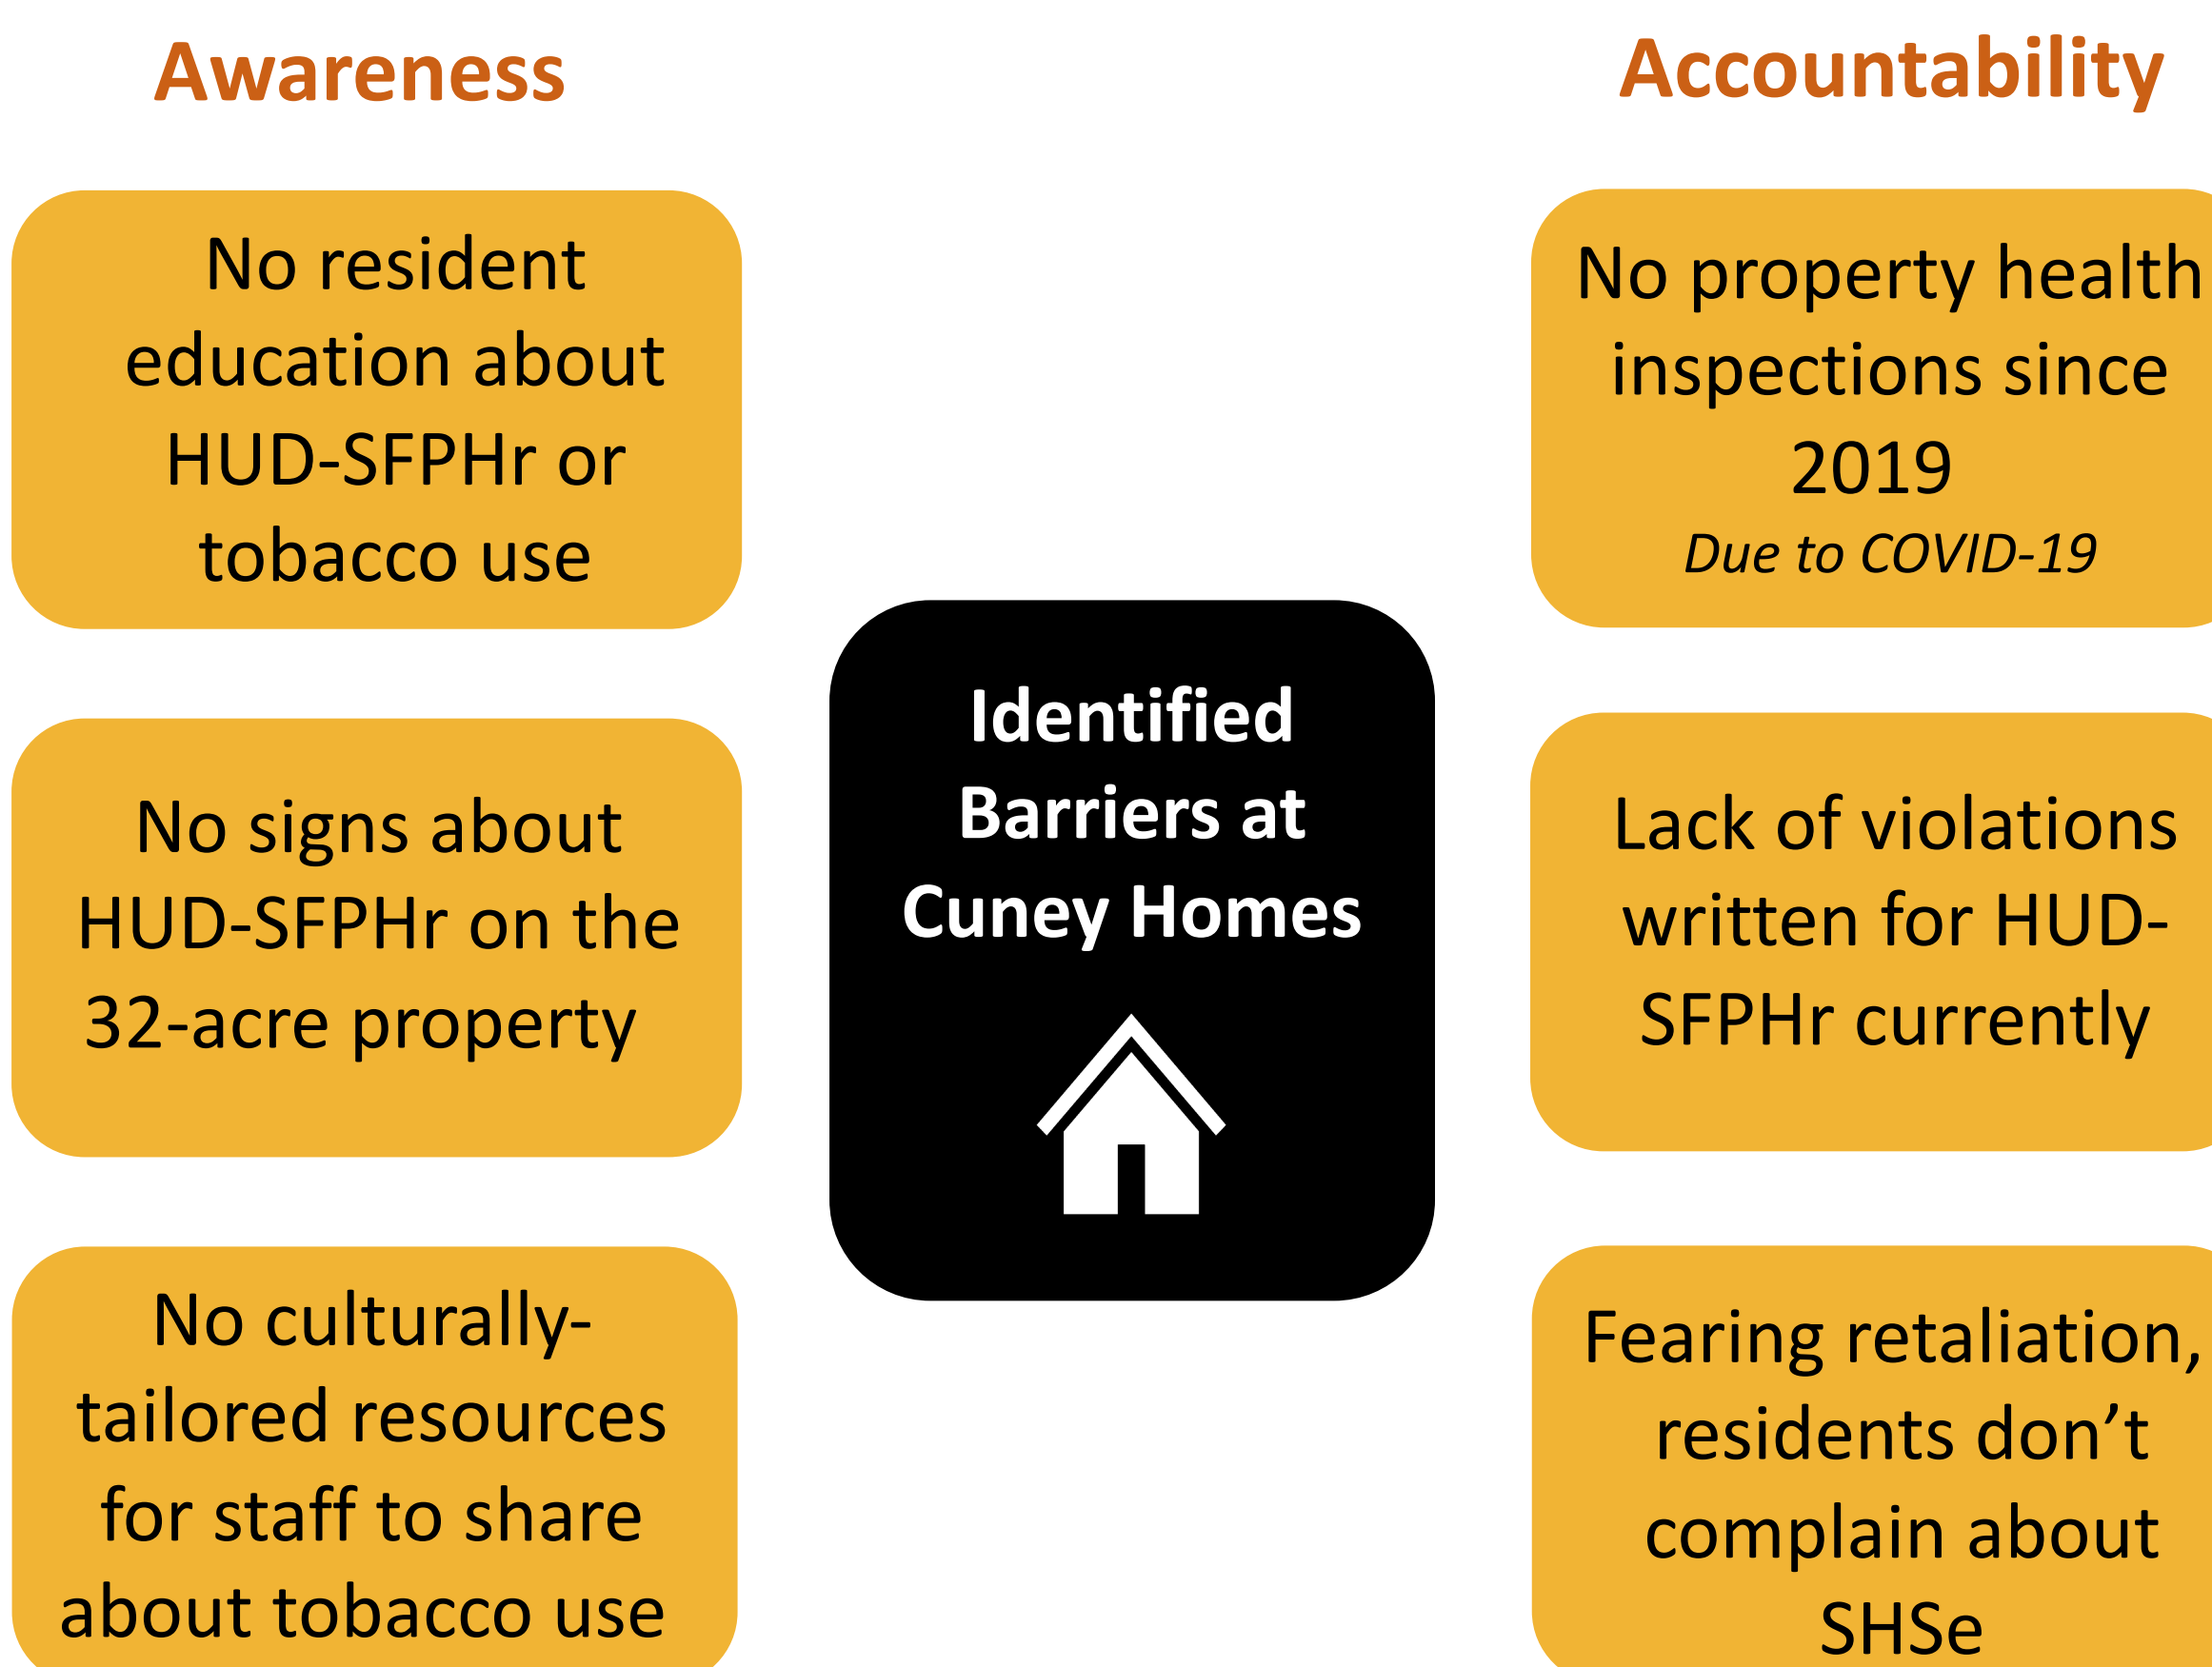 Awareness
No resident
education about
HUD-SFPHr or
tobacco use
No signs about
HUD-SFPHr on the
32-acre property
No culturally-
tailored resources
for staff to share
about tobacco use
Identified
Barriers at
Cuney Homes
Accountability
No property health
inspections since
2019
Due to COVID-19
Lack of violations
written for HUD-
SFPHr currently
Fearing retaliation,
residents don’t
complain about
SHSe